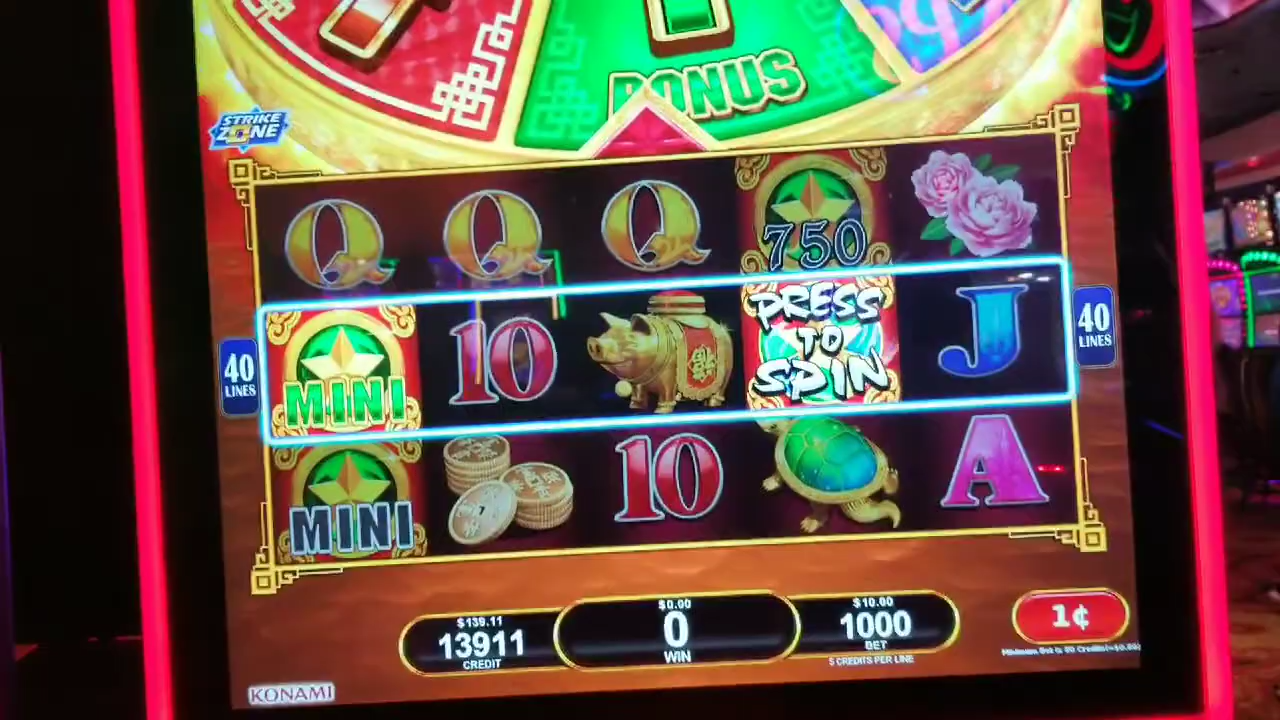 BONUS
STRIKE
ZONE
Q Q Q 750
40
LINES
MINI 10 PRESS
TO
SPIN J
40
LINES
MINI 10 A
$139.11
13911
CREDIT
$0.00
0
WIN
$10.00
1000
BET
5 CREDITS PER LINE
1¢
KONAMI